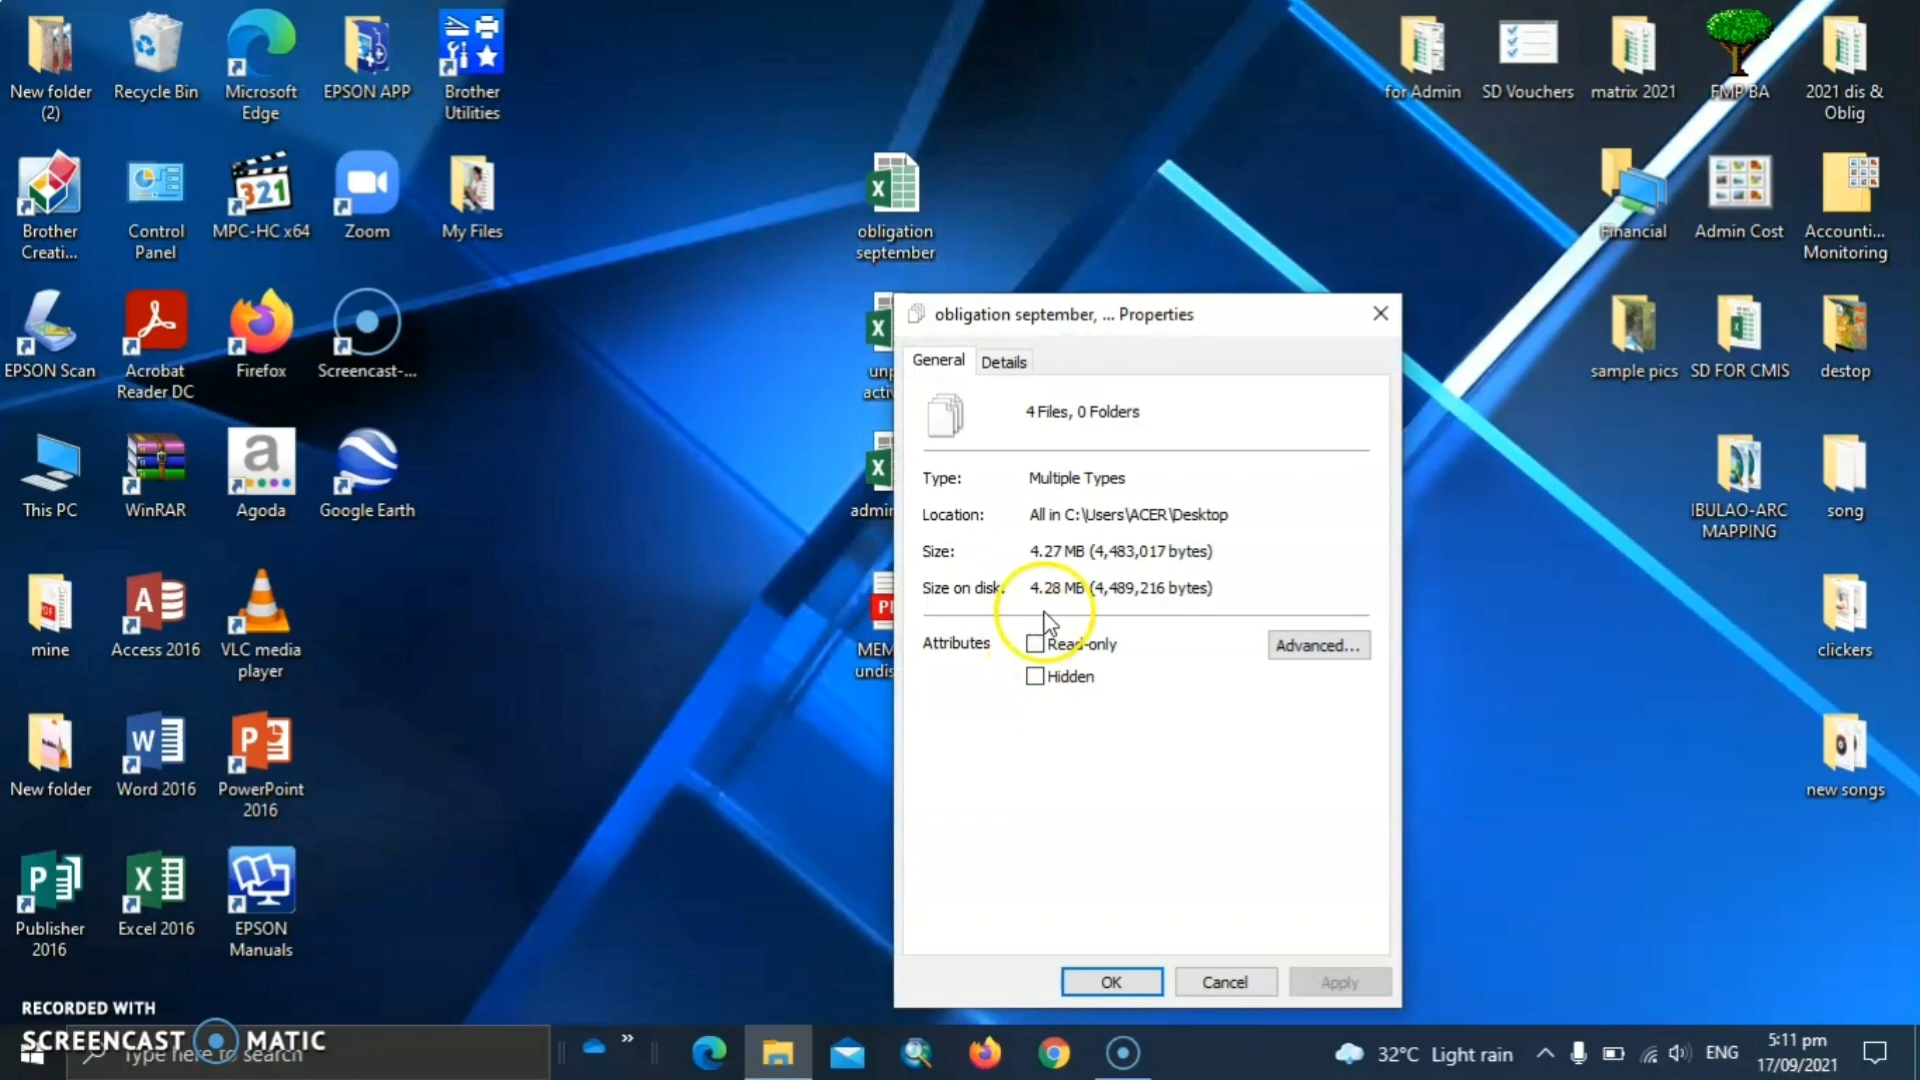 New folder
(2)
Recycle Bin
Microsoft
Edge
EPSON APP
Brother
Utilities
for Admin
SD Vouchers
matrix 2021
FMP BA
2021 dis &
Oblig
Brother
Creati...
Control
Panel
321
MPC-HC x64
Zoom
My Files
X
obligation
september
Financial
Admin Cost
Accounti...
Monitoring
EPSON Scan
Acrobat
Reader DC
Firefox
Screencast-...
X
sample pics
SD FOR CMIS
destop
This PC
WinRAR
a
Agoda
Google Earth
X
admin
IBULAO-ARC
MAPPING
song
obligation september, ... Properties
General
Details
4 Files, 0 Folders
Type:
Multiple Types
Location:
All in C:\Users\ACER\Desktop
Size:
4.27 MB (4,483,017 bytes)
Size on disk:
4.28 MB (4,489,216 bytes)
Attributes
Read-only
Advanced...
Hidden
OK
Cancel
Apply
PDF
mine
A
Access 2016
VLC media
player
clickers
New folder
W
Word 2016
P
PowerPoint
2016
new songs
P
Publisher
2016
X
Excel 2016
EPSON
Manuals
RECORDED WITH
SCREENCAST MATIC
Type here to search
32°C Light rain
ENG
5:11 pm
17/09/2021